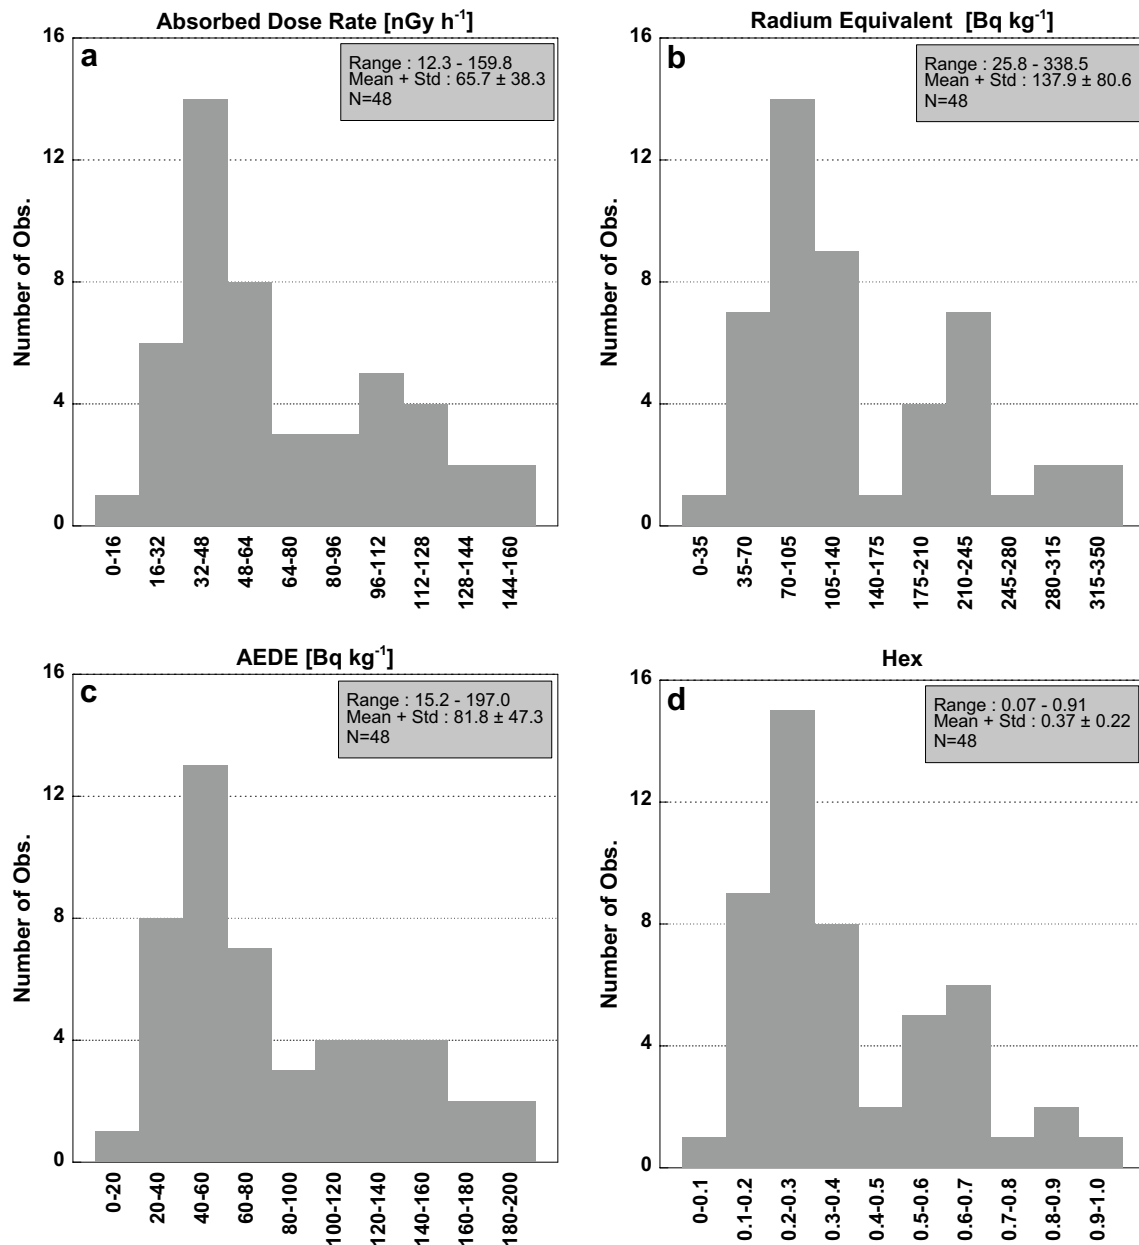 Absorbed Dose Rate [nGy h-1]
a
Range : 12.3 - 159.8
Mean + Std : 65.7 ± 38.3
N=48
Number of Obs.
16
12
8
4
0
0-16
16-32
32-48
48-64
64-80
80-96
96-112
112-128
128-144
144-160
Radium Equivalent [Bq kg-1]
b
Range : 25.8 - 338.5
Mean + Std : 137.9 ± 80.6
N=48
Number of Obs.
16
12
8
4
0
0-35
35-70
70-105
105-140
140-175
175-210
210-245
245-280
280-315
315-350
AEDE [Bq kg-1]
c
Range : 15.2 - 197.0
Mean + Std : 81.8 ± 47.3
N=48
Number of Obs.
16
12
8
4
0
0-20
20-40
40-60
60-80
80-100
100-120
120-140
140-160
160-180
180-200
Hex
d
Range : 0.07 - 0.91
Mean + Std : 0.37 ± 0.22
N=48
Number of Obs.
16
12
8
4
0
0-0.1
0.1-0.2
0.2-0.3
0.3-0.4
0.4-0.5
0.5-0.6
0.6-0.7
0.7-0.8
0.8-0.9
0.9-1.0